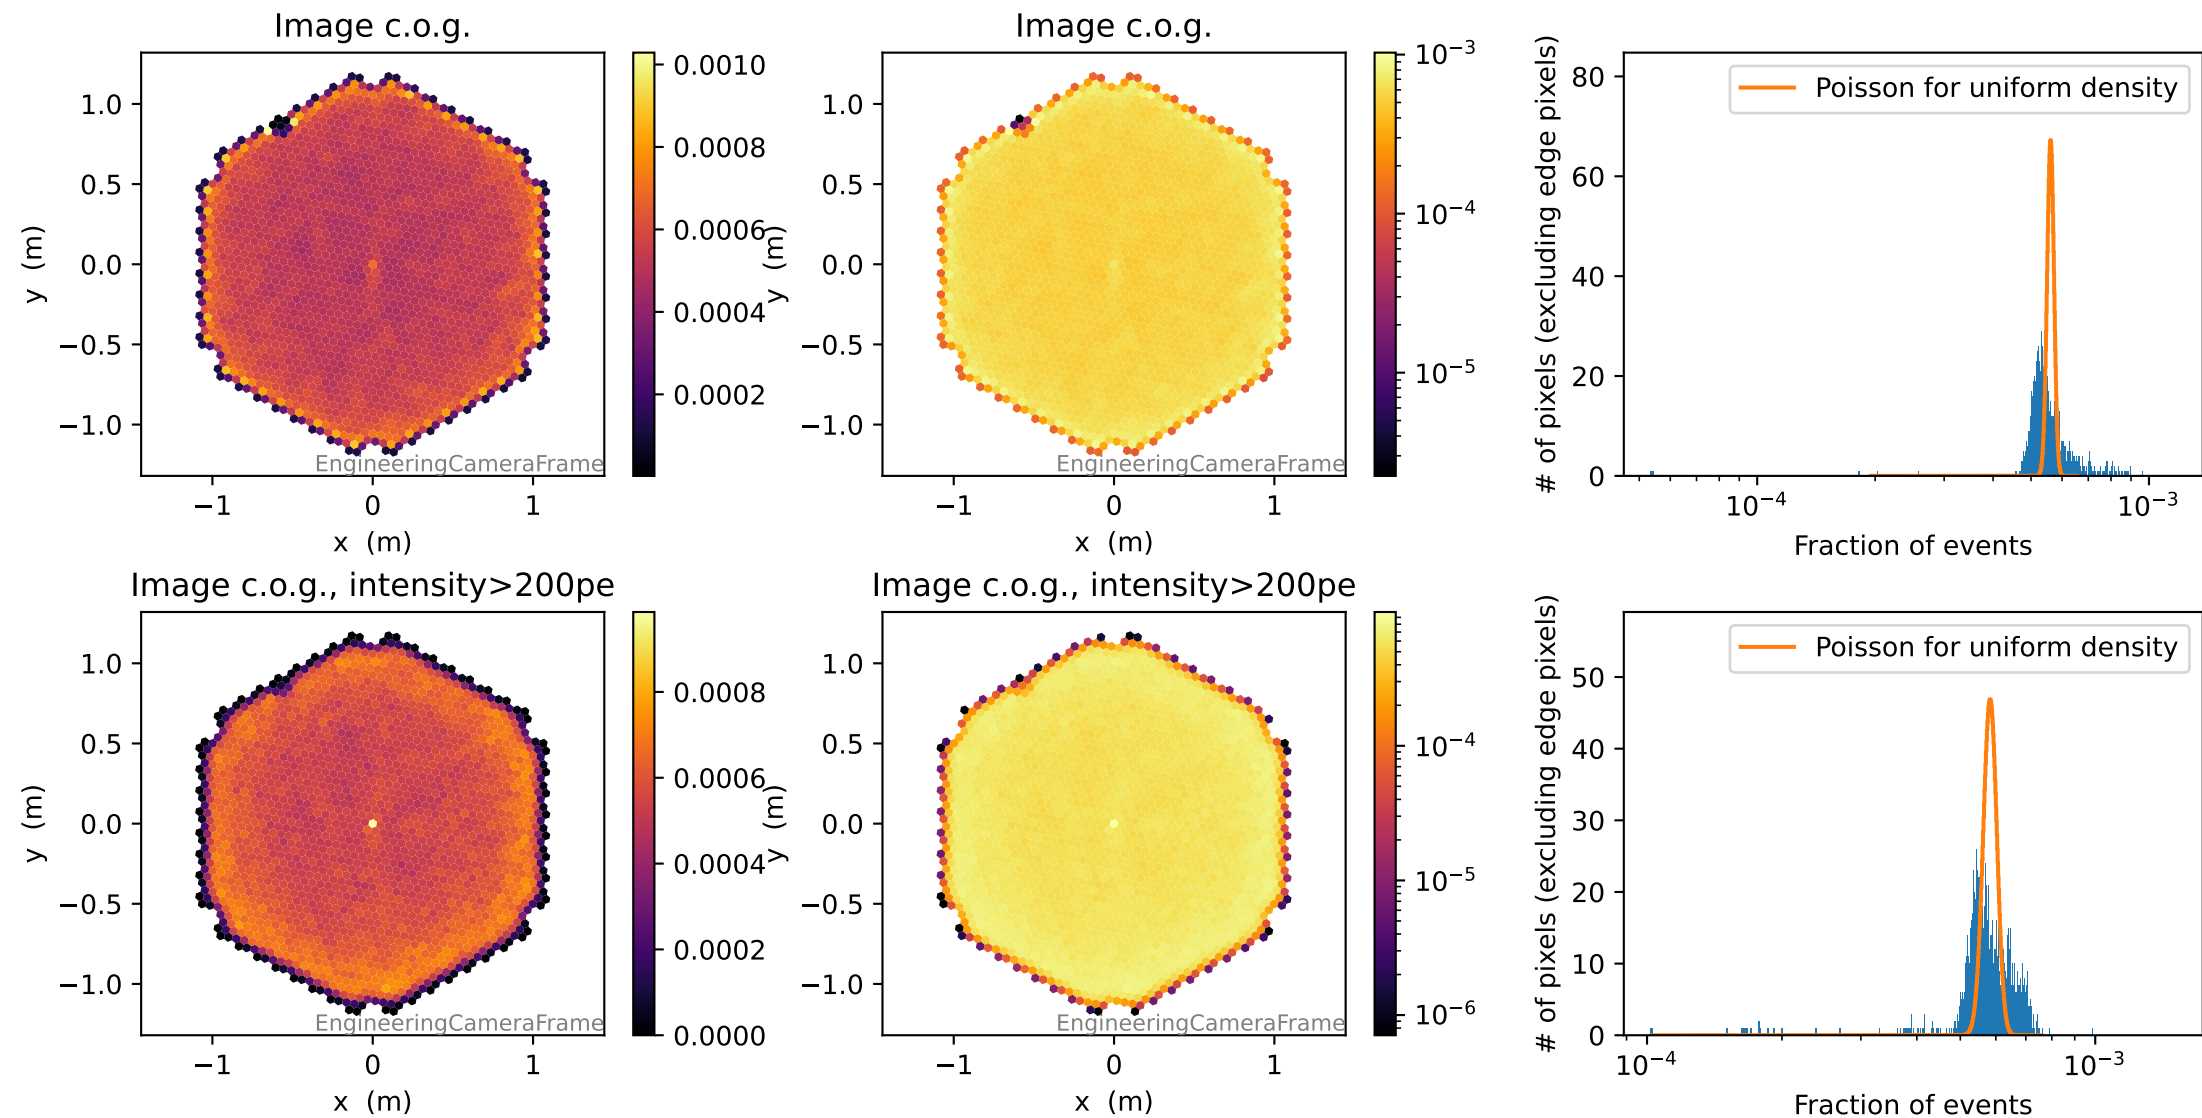 Image c.o.g.
y (m)
1.0
0.5
0.0
−0.5
−1.0
−1 0 1
x (m)
EngineeringCameraFrame
0.0010
0.0008
0.0006
0.0004
0.0002
Image c.o.g.
y (m)
1.0
0.5
0.0
−0.5
−1.0
−1 0 1
x (m)
EngineeringCameraFrame
10⁻³
10⁻⁴
10⁻⁵
# of pixels (excluding edge pixels)
80
60
40
20
0
Poisson for uniform density
10⁻⁴ 10⁻³
Fraction of events
Image c.o.g., intensity>200pe
y (m)
1.0
0.5
0.0
−0.5
−1.0
−1 0 1
x (m)
EngineeringCameraFrame
0.0008
0.0006
0.0004
0.0002
0.0000
Image c.o.g., intensity>200pe
y (m)
1.0
0.5
0.0
−0.5
−1.0
−1 0 1
x (m)
EngineeringCameraFrame
10⁻⁴
10⁻⁵
10⁻⁶
# of pixels (excluding edge pixels)
50
40
30
20
10
0
Poisson for uniform density
10⁻⁴ 10⁻³
Fraction of events